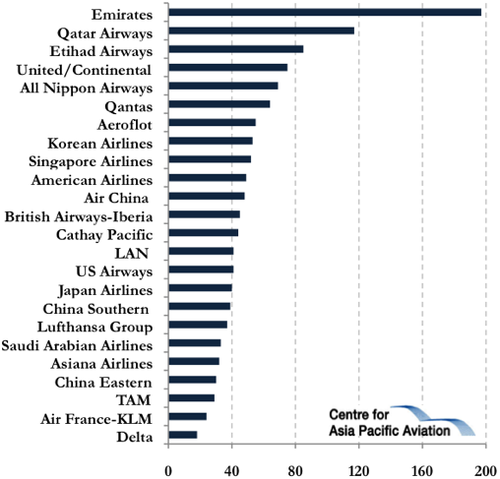 Emirates
Qatar Airways
Etihad Airways
United/Continental
All Nippon Airways
Qantas
Aeroflot
Korean Airlines
Singapore Airlines
American Airlines
Air China
British Airways-Iberia
Cathay Pacific
LAN
US Airways
Japan Airlines
China Southern
Lufthansa Group
Saudi Arabian Airlines
Asiana Airlines
China Eastern
TAM
Air France-KLM
Delta
Centre for
Asia Pacific Aviation
0 40 80 120 160 200